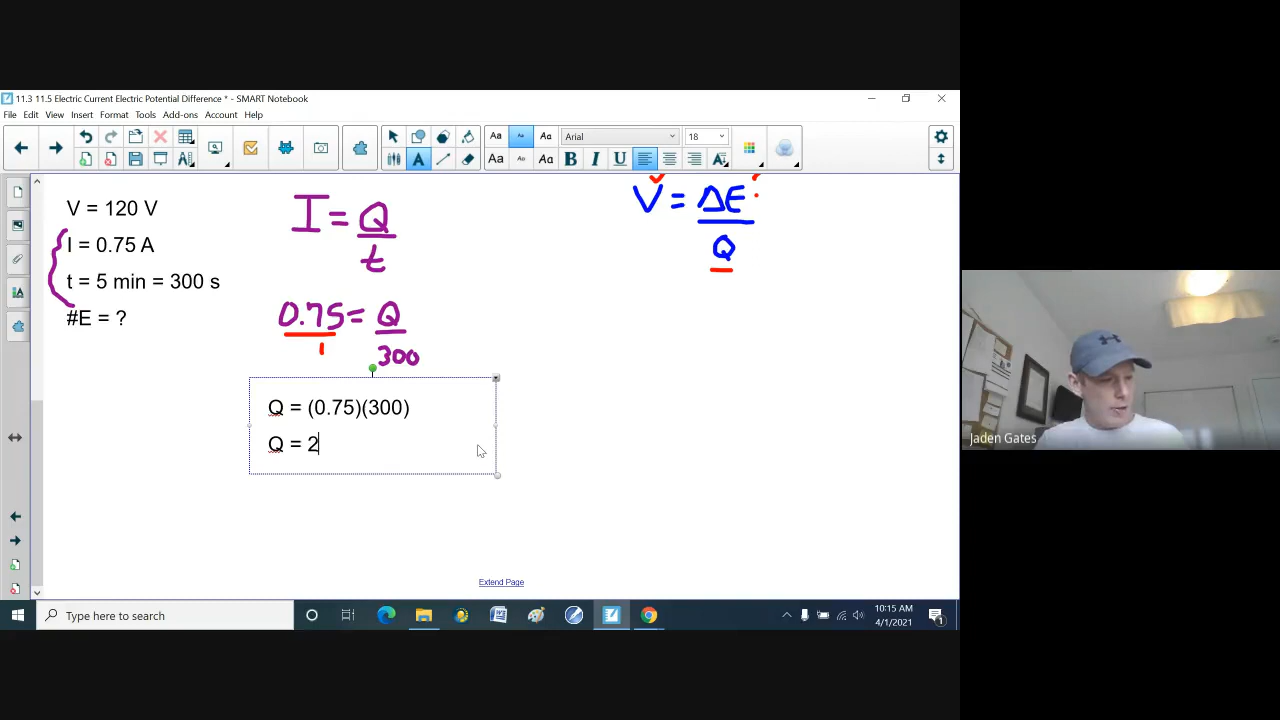 11.3 11.5 Electric Current Electric Potential Difference * - SMART Notebook
File Edit View Insert Format Tools Add-ons Account Help
Arial
18
V = 120 V
I = 0.75 A
t = 5 min = 300 s
#E = ?
I = Q
t
0.75 = Q
1 300
Q = (0.75)(300)
Q = 2
V = ΔE ?
Q
Extend Page
Jaden Gates
Type here to search
10:15 AM
4/1/2021